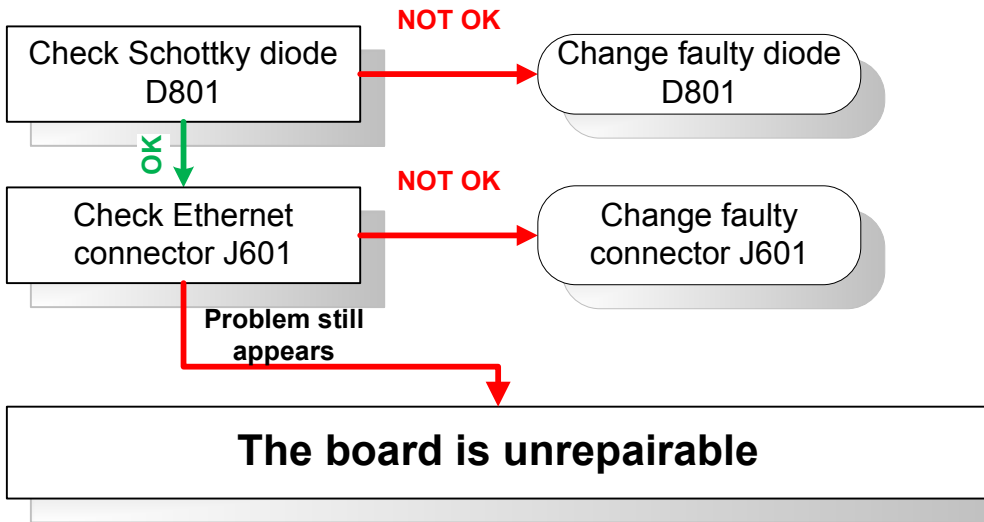 NOT OK
Check Schottky diode
D801
Change faulty diode
D801
OK
NOT OK
Check Ethernet
connector J601
Change faulty
connector J601
Problem still
appears
The board is unrepairable